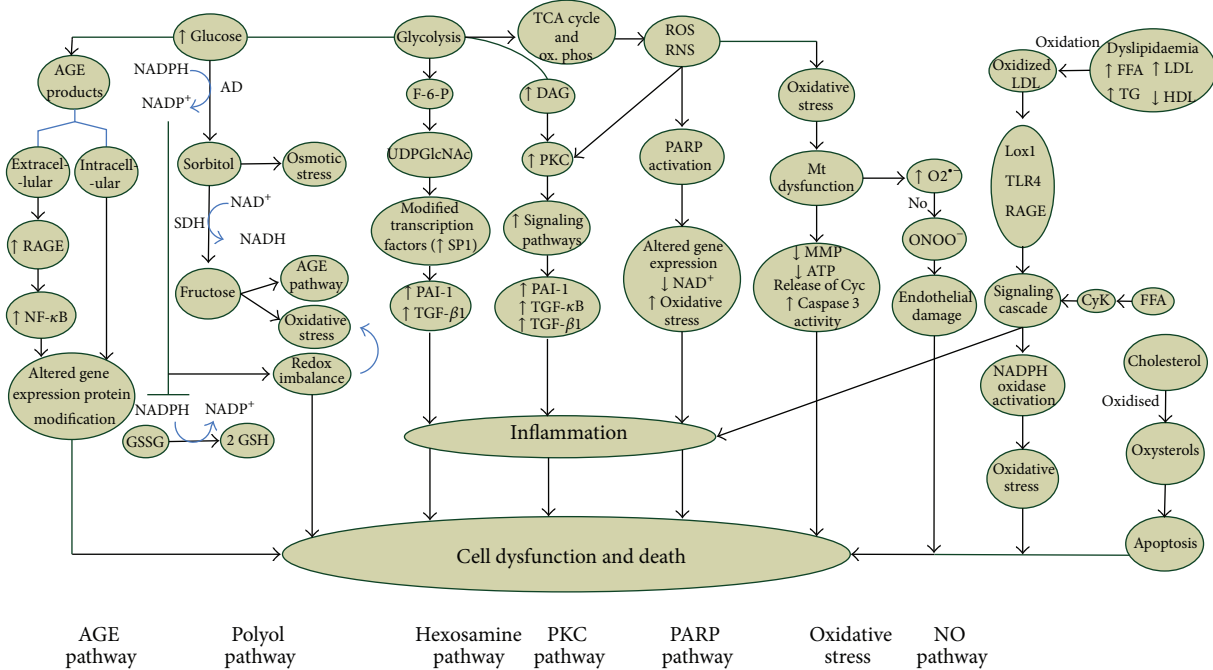 ↑ Glucose
Glycolysis
TCA cycle
and
ox. phos
ROS
RNS
Oxidation
Dyslipidaemia
↑ FFA ↑ LDL
↑ TG ↓ HDL
Oxidized
LDL
AGE
products
NADPH
AD
NADP⁺
F-6-P
↑ DAG
Oxidative
stress
Extracel-
-lular
Intracell-
-ular
Sorbitol
Osmotic
stress
UDPGlcNAc
↑ PKC
PARP
activation
Mt
dysfunction
↑ O2•−
No
Lox1
TLR4
RAGE
SDH
NAD⁺
NADH
↑ RAGE
Modified
transcription
factors (↑ SP1)
↑ Signaling
pathways
Altered gene
expression
↓ NAD⁺
↑ Oxidative
stress
↓ MMP
↓ ATP
Release of Cyc
↑ Caspase 3
activity
ONOO⁻
Endothelial
damage
Signaling
cascade
CyK
FFA
Fructose
AGE
pathway
Oxidative
stress
↑ NF-κB
↑ PAI-1
↑ TGF-β1
↑ PAI-1
↑ TGF-κB
↑ TGF-β1
Redox
imbalance
Altered gene
expression protein
modification
NADPH
NADP⁺
GSSG
2 GSH
NADPH
oxidase
activation
Cholesterol
Oxidised
Oxysterols
Oxidative
stress
Apoptosis
Inflammation
Cell dysfunction and death
AGE
pathway
Polyol
pathway
Hexosamine
pathway
PKC
pathway
PARP
pathway
Oxidative
stress
NO
pathway